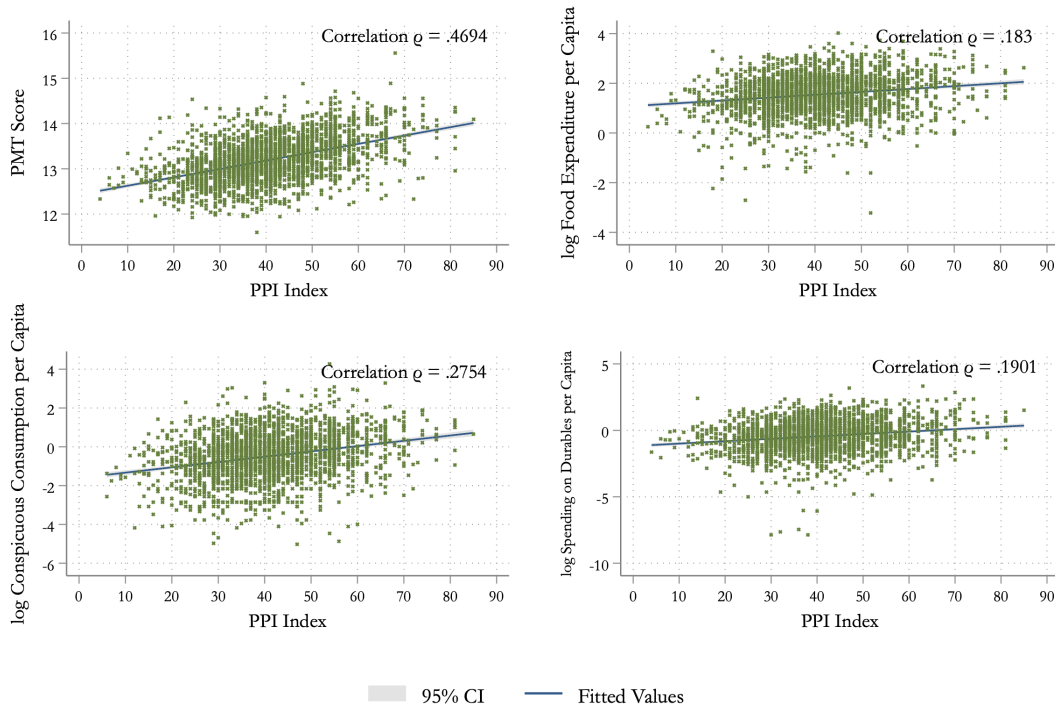 Correlation ϱ = .4694
PMT Score
16
15
14
13
12
0 10 20 30 40 50 60 70 80 90
PPI Index
Correlation ϱ = .183
log Food Expenditure per Capita
4
2
0
-2
-4
0 10 20 30 40 50 60 70 80 90
PPI Index
Correlation ϱ = .2754
log Conspicuous Consumption per Capita
4
2
0
-2
-4
-6
0 10 20 30 40 50 60 70 80 90
PPI Index
Correlation ϱ = .1901
log Spending on Durables per Capita
5
0
-5
-10
0 10 20 30 40 50 60 70 80 90
PPI Index
95% CI Fitted Values